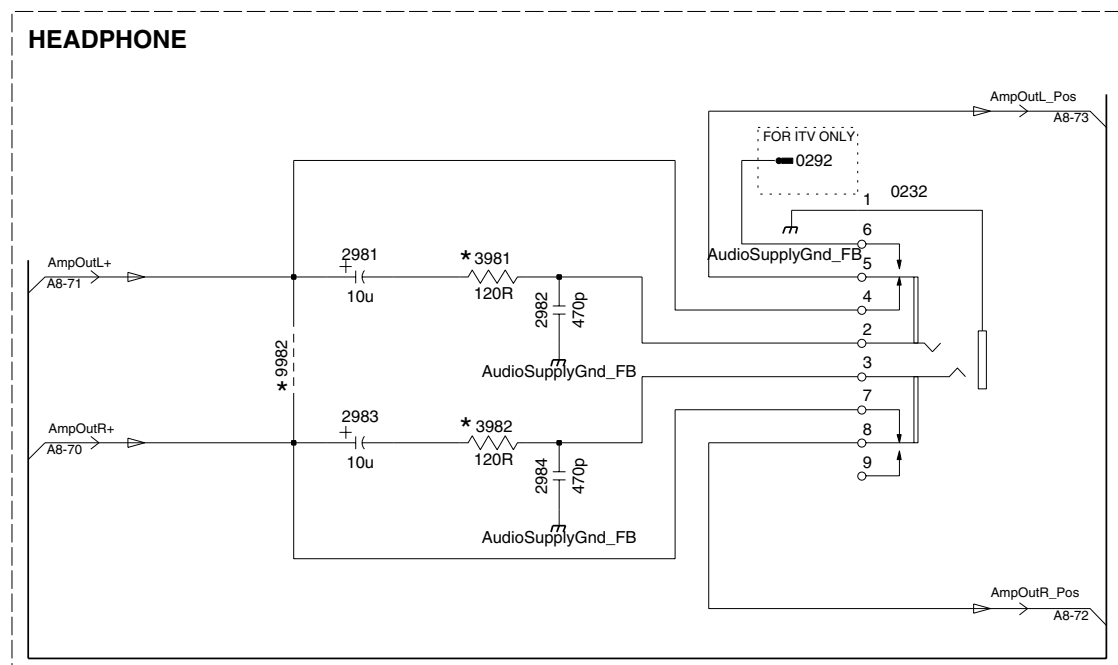 HEADPHONE
AmpOutL_Pos
A8-73
FOR ITV ONLY
0292
1
0232
6
AudioSupplyGnd_FB
5
4
2
3
7
8
9
AmpOutL+
A8-71
2981
+
10u
* 3981
120R
2982
470p
AudioSupplyGnd_FB
* 9982
AmpOutR+
A8-70
2983
+
10u
* 3982
120R
2984
470p
AudioSupplyGnd_FB
AmpOutR_Pos
A8-72